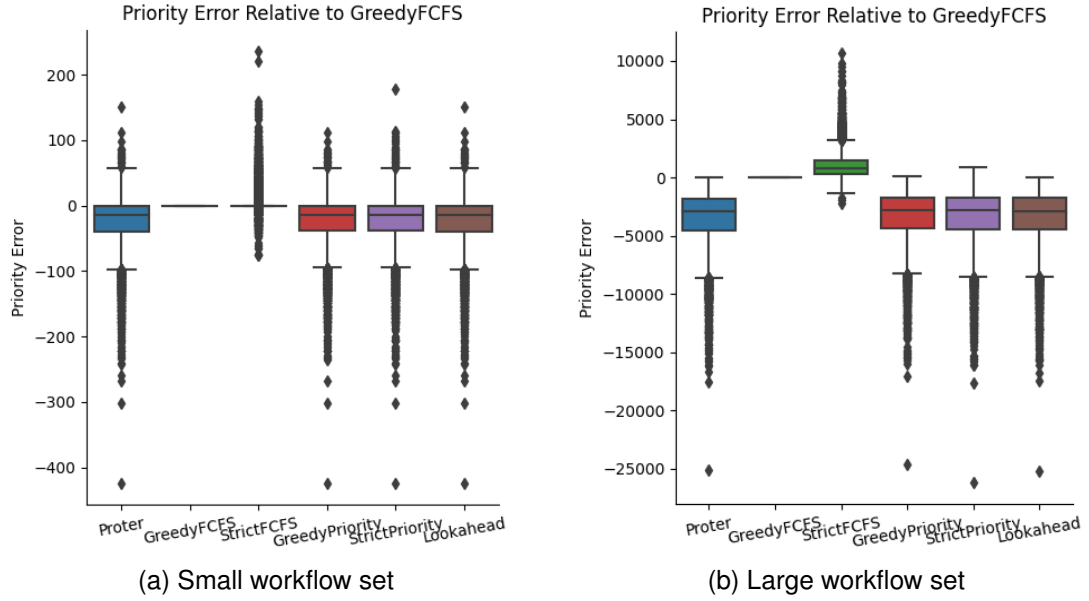 Priority Error Relative to GreedyFCFS
200
100
0
−100
−200
−300
−400
Priority Error
Proter
GreedyFCFS
StrictFCFS
GreedyPriority
StrictPriority
Lookahead
(a) Small workflow set
Priority Error Relative to GreedyFCFS
10000
5000
0
−5000
−10000
−15000
−20000
−25000
Priority Error
Proter
GreedyFCFS
StrictFCFS
GreedyPriority
StrictPriority
Lookahead
(b) Large workflow set